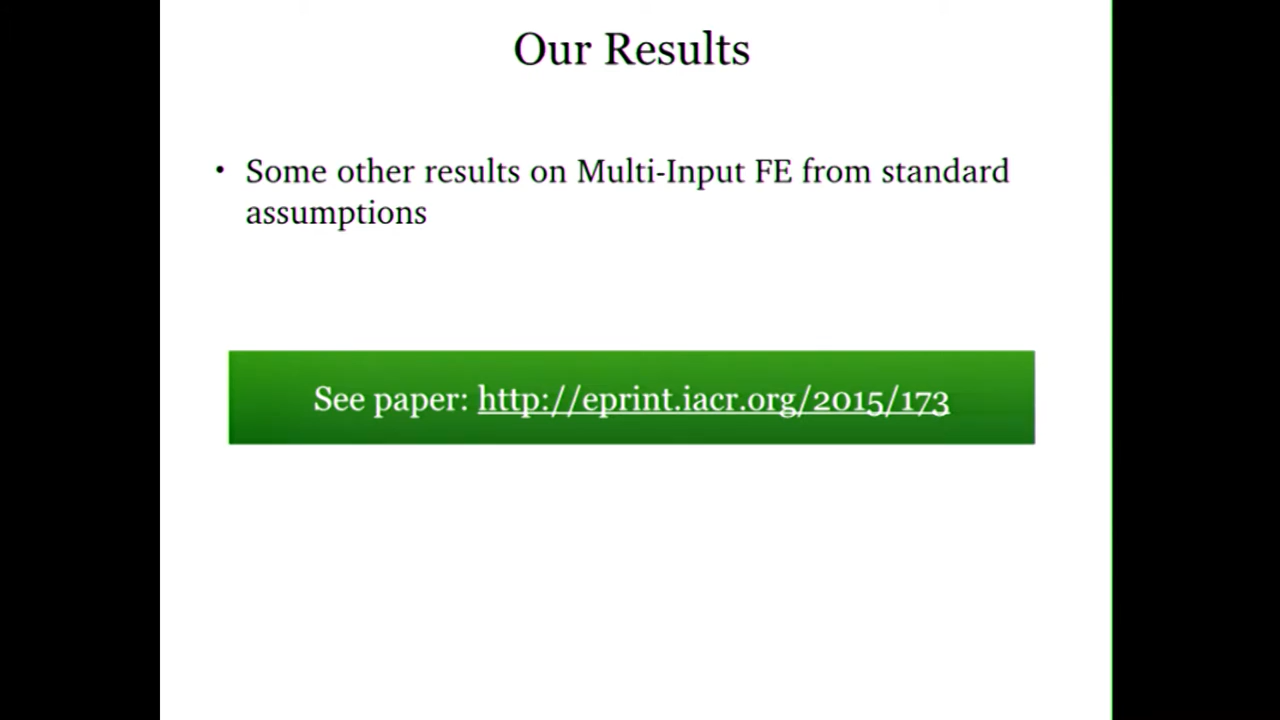 Our Results
• Some other results on Multi-Input FE from standard
assumptions
See paper: http://eprint.iacr.org/2015/173